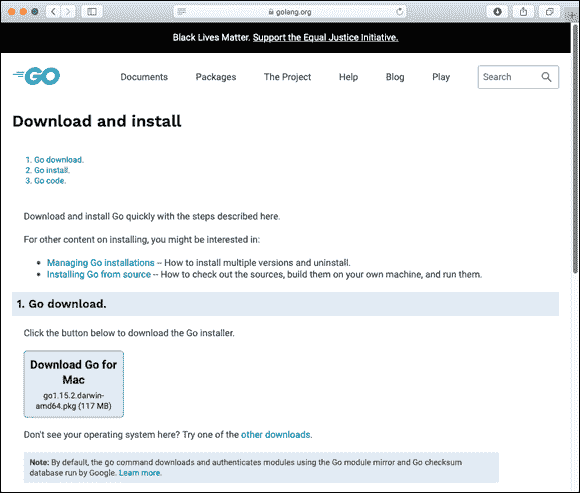 golang.org
Black Lives Matter. Support the Equal Justice Initiative.
GO
Documents
Packages
The Project
Help
Blog
Play
Search
Download and install
1. Go download.
2. Go install.
3. Go code.
Download and install Go quickly with the steps described here.
For other content on installing, you might be interested in:
• Managing Go installations -- How to install multiple versions and uninstall.
• Installing Go from source -- How to check out the sources, build them on your own machine, and run them.
1. Go download.
Click the button below to download the Go installer.
Download Go for
Mac
go1.15.2.darwin-
amd64.pkg (117 MB)
Don't see your operating system here? Try one of the other downloads.
Note: By default, the go command downloads and authenticates modules using the Go module mirror and Go checksum
database run by Google. Learn more.